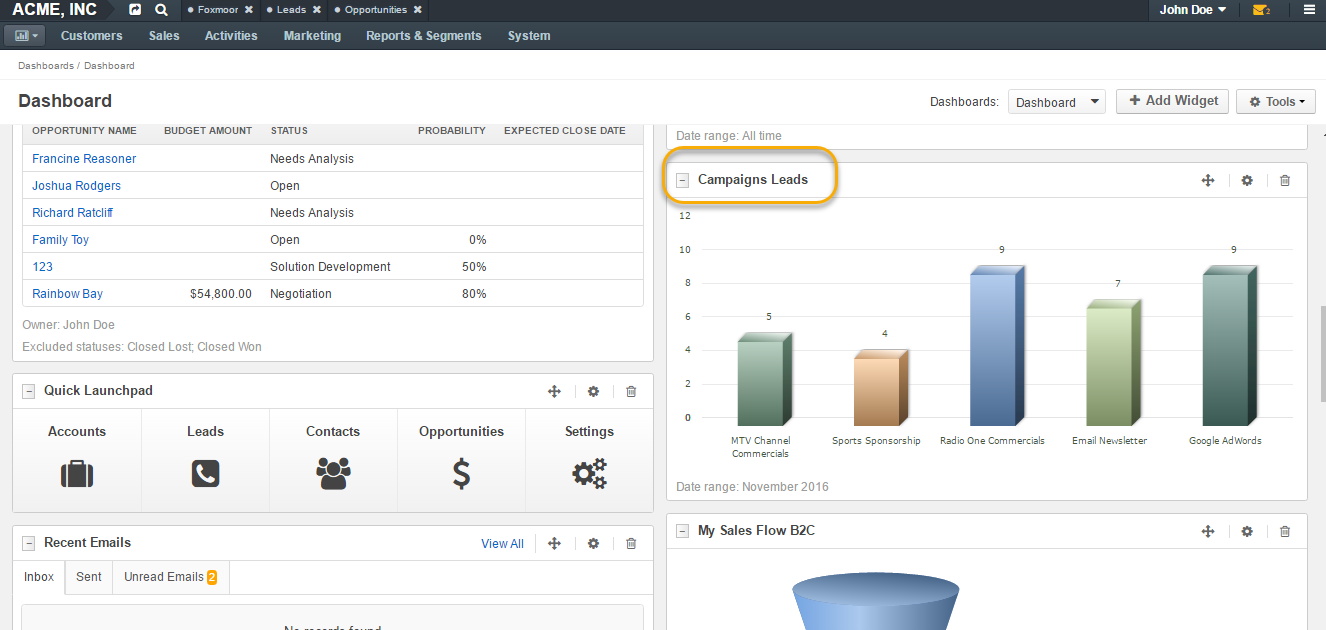 ACME, INC
• Foxmoor ✖ • Leads ✖ • Opportunities ✖
John Doe
2
Customers Sales Activities Marketing Reports & Segments System
Dashboards / Dashboard
Dashboard
Dashboards: Dashboard
+ Add Widget
Tools
OPPORTUNITY NAME BUDGET AMOUNT STATUS PROBABILITY EXPECTED CLOSE DATE
Francine Reasoner Needs Analysis
Joshua Rodgers Open
Richard Ratcliff Needs Analysis
Family Toy Open 0%
123 Solution Development 50%
Rainbow Bay $54,800.00 Negotiation 80%
Owner: John Doe
Excluded statuses: Closed Lost; Closed Won
Quick Launchpad
Accounts Leads Contacts Opportunities Settings
Recent Emails
View All
Inbox Sent Unread Emails 2
No records found
Date range: All time
Campaigns Leads
12
10
8
6
4
2
0
5 4 9 7 9
MTV Channel
Commercials
Sports Sponsorship
Radio One Commercials
Email Newsletter
Google AdWords
Date range: November 2016
My Sales Flow B2C